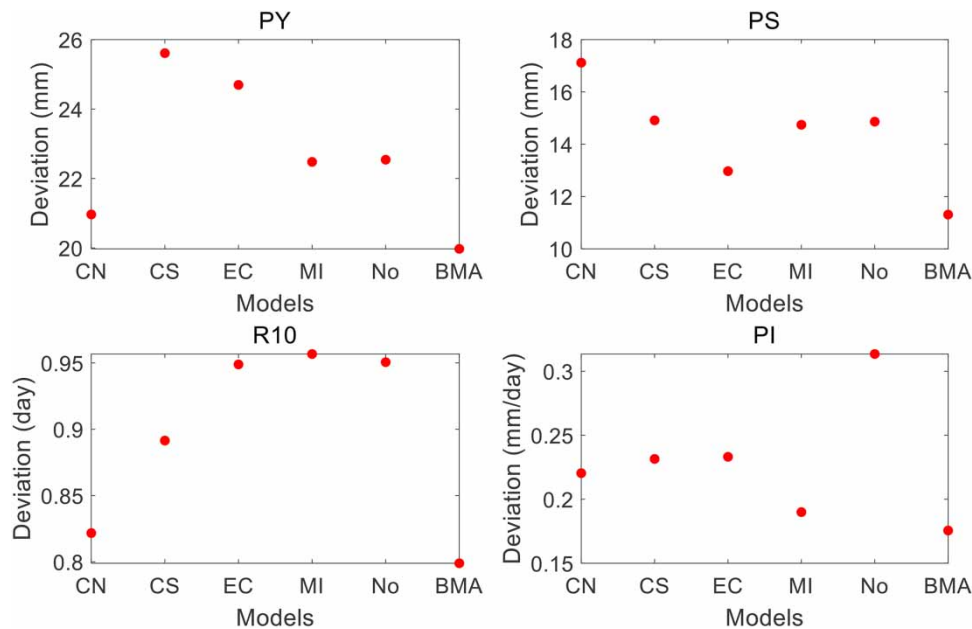 PY
Deviation (mm)
26
24
22
20
CN CS EC MI No BMA
Models
PS
Deviation (mm)
18
16
14
12
10
CN CS EC MI No BMA
Models
R10
Deviation (day)
0.95
0.9
0.85
0.8
CN CS EC MI No BMA
Models
PI
Deviation (mm/day)
0.3
0.25
0.2
0.15
CN CS EC MI No BMA
Models